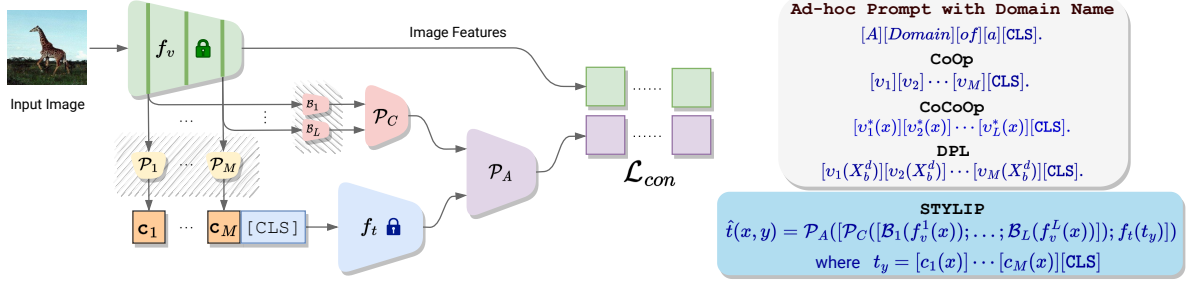 Input Image
f_v
Image Features
...
⋮
B_1
B_L
P_C
P_1 ... P_M
P_A
c_1 ... c_M [CLS]
f_t
......
......
L_con
Ad-hoc Prompt with Domain Name
[A][Domain][of][a][CLS].
CoOp
[v_1][v_2]···[v_M][CLS].
CoCoOp
[v_1^*(x)][v_2^*(x)]···[v_L^*(x)][CLS].
DPL
[v_1(X_b^d)][v_2(X_b^d)]···[v_M(X_b^d)][CLS].
STYLIP
t̂(x, y) = P_A([P_C([B_1(f_v^1(x)); ...; B_L(f_v^L(x))]); f_t(t_y)])
where t_y = [c_1(x)]···[c_M(x)][CLS]